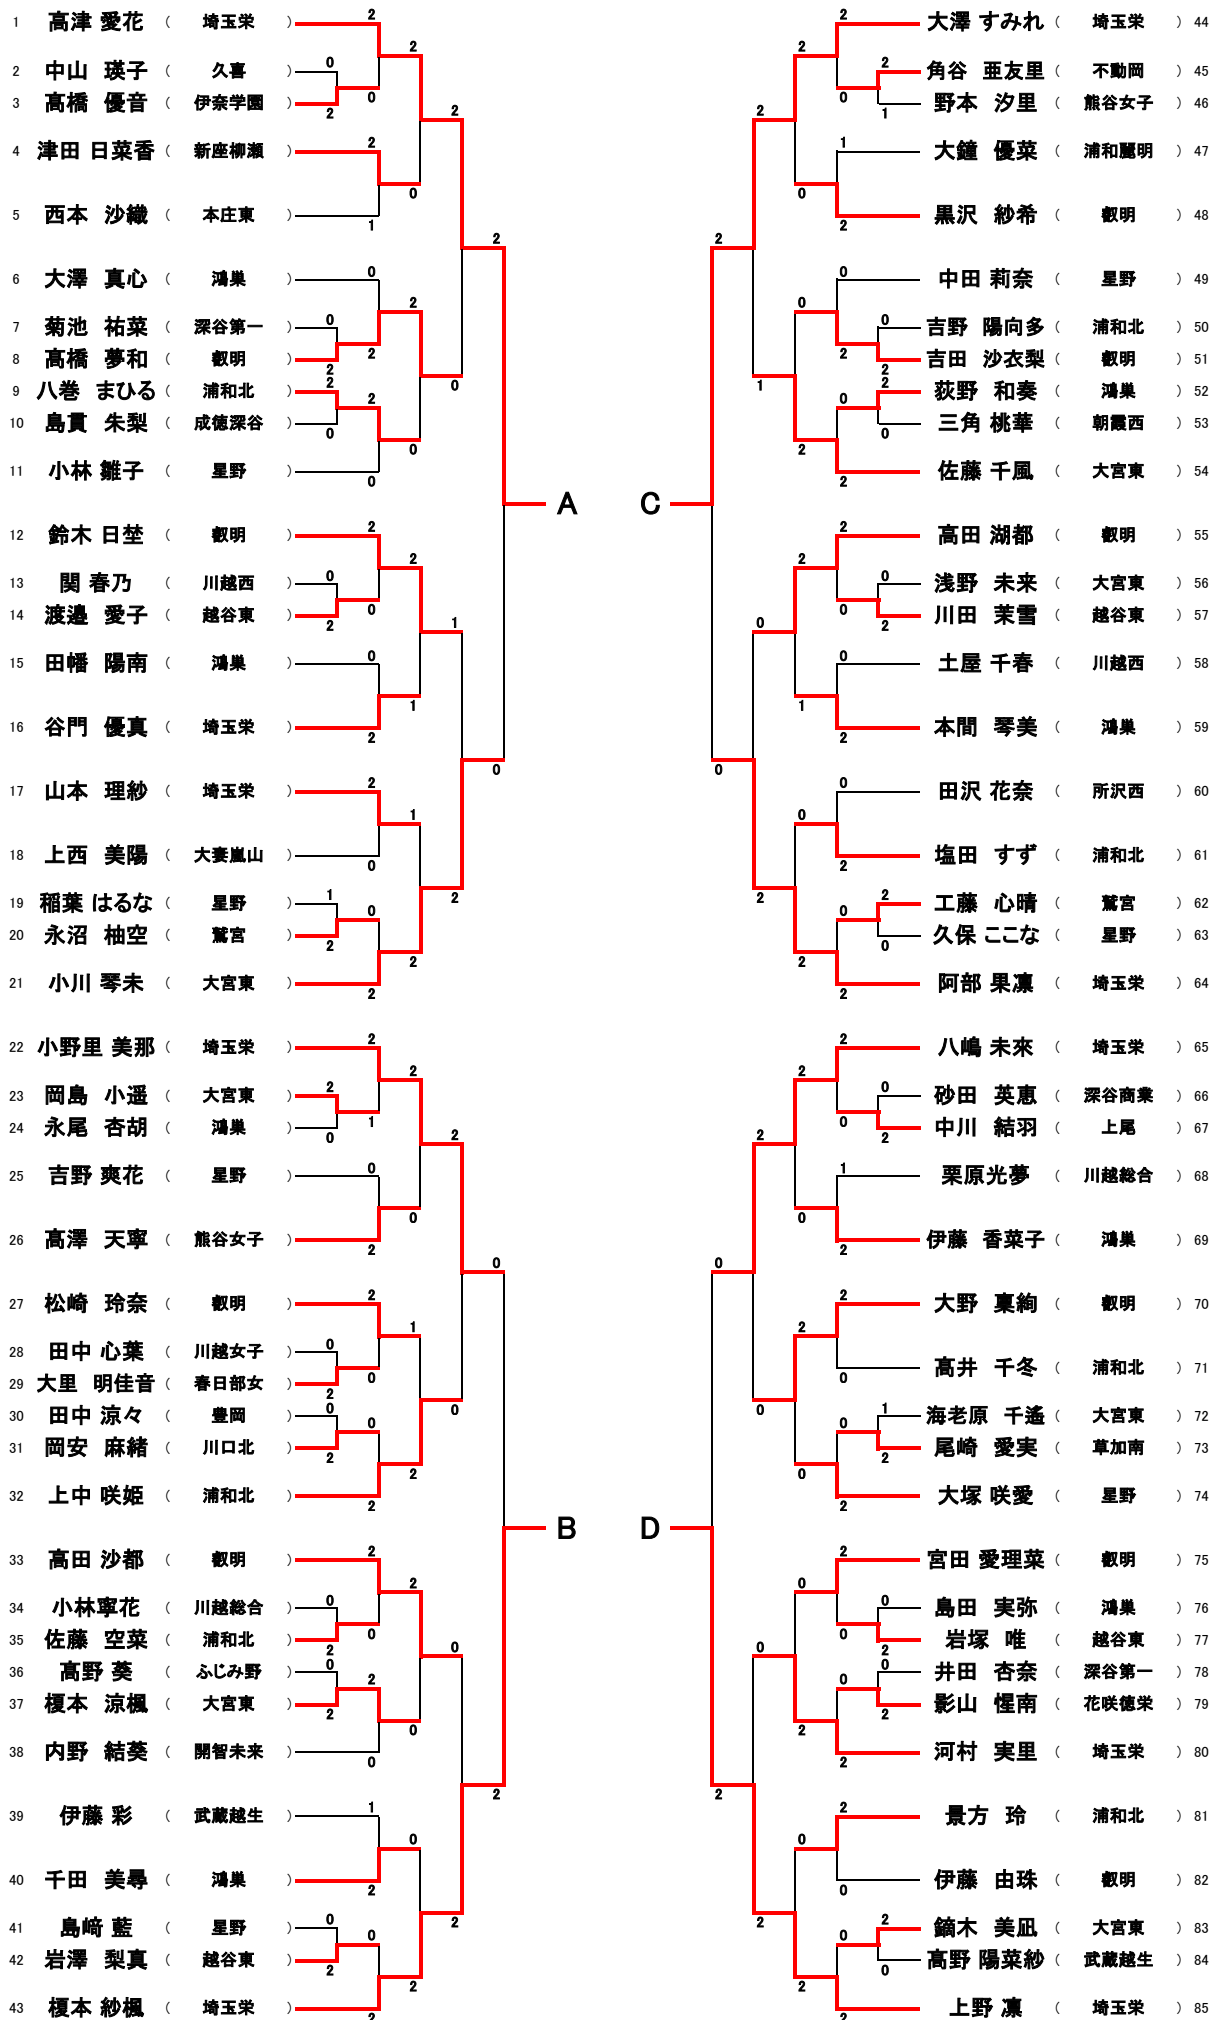 1 高津 愛花 ( 埼玉栄 )
2 中山 瑛子 ( 久喜 )
3 髙橋 優音 ( 伊奈学園 )
4 津田 日菜香 ( 新座柳瀬 )
5 西本 沙織 ( 本庄東 )
6 大澤 真心 ( 鴻巣 )
7 菊池 祐菜 ( 深谷第一 )
8 髙橋 夢和 ( 叡明 )
9 八巻 まひる ( 浦和北 )
10 島貫 朱梨 ( 成徳深谷 )
11 小林 雛子 ( 星野 )
12 鈴木 日埜 ( 叡明 )
13 関 春乃 ( 川越西 )
14 渡邉 愛子 ( 越谷東 )
15 田幡 陽南 ( 鴻巣 )
16 谷門 優真 ( 埼玉栄 )
17 山本 理紗 ( 埼玉栄 )
18 上西 美陽 ( 大妻嵐山 )
19 稲葉 はるな ( 星野 )
20 永沼 柚空 ( 鷲宮 )
21 小川 琴未 ( 大宮東 )
22 小野里 美那 ( 埼玉栄 )
23 岡島 小遥 ( 大宮東 )
24 永尾 杏胡 ( 鴻巣 )
25 吉野 爽花 ( 星野 )
26 髙澤 天寧 ( 熊谷女子 )
27 松崎 玲奈 ( 叡明 )
28 田中 心葉 ( 川越女子 )
29 大里 明佳音 ( 春日部女 )
30 田中 涼々 ( 豊岡 )
31 岡安 麻緒 ( 川口北 )
32 上中 咲姫 ( 浦和北 )
33 高田 沙都 ( 叡明 )
34 小林寧花 ( 川越総合 )
35 佐藤 空菜 ( 浦和北 )
36 高野 葵 ( ふじみ野 )
37 榎本 涼楓 ( 大宮東 )
38 内野 結葵 ( 開智未来 )
39 伊藤 彩 ( 武蔵越生 )
40 千田 美尋 ( 鴻巣 )
41 島﨑 藍 ( 星野 )
42 岩澤 梨真 ( 越谷東 )
43 榎本 紗楓 ( 埼玉栄 )
A
B
C
D
大澤 すみれ ( 埼玉栄 ) 44
角谷 亜友里 ( 不動岡 ) 45
野本 汐里 ( 熊谷女子 ) 46
大鐘 優菜 ( 浦和麗明 ) 47
黒沢 紗希 ( 叡明 ) 48
中田 莉奈 ( 星野 ) 49
吉野 陽向多 ( 浦和北 ) 50
吉田 沙衣梨 ( 叡明 ) 51
荻野 和奏 ( 鴻巣 ) 52
三角 桃華 ( 朝霞西 ) 53
佐藤 千風 ( 大宮東 ) 54
高田 湖都 ( 叡明 ) 55
浅野 未来 ( 大宮東 ) 56
川田 茉雪 ( 越谷東 ) 57
土屋 千春 ( 川越西 ) 58
本間 琴美 ( 鴻巣 ) 59
田沢 花奈 ( 所沢西 ) 60
塩田 すず ( 浦和北 ) 61
工藤 心晴 ( 鷲宮 ) 62
久保 ここな ( 星野 ) 63
阿部 果凛 ( 埼玉栄 ) 64
八嶋 未來 ( 埼玉栄 ) 65
砂田 英恵 ( 深谷商業 ) 66
中川 結羽 ( 上尾 ) 67
栗原光夢 ( 川越総合 ) 68
伊藤 香菜子 ( 鴻巣 ) 69
大野 稟絢 ( 叡明 ) 70
髙井 千冬 ( 浦和北 ) 71
海老原 千遙 ( 大宮東 ) 72
尾崎 愛実 ( 草加南 ) 73
大塚 咲愛 ( 星野 ) 74
宮田 愛理菜 ( 叡明 ) 75
島田 実弥 ( 鴻巣 ) 76
岩塚 唯 ( 越谷東 ) 77
井田 杏奈 ( 深谷第一 ) 78
影山 惺南 ( 花咲徳栄 ) 79
河村 実里 ( 埼玉栄 ) 80
景方 玲 ( 浦和北 ) 81
伊藤 由珠 ( 叡明 ) 82
鏑木 美凪 ( 大宮東 ) 83
高野 陽菜紗 ( 武蔵越生 ) 84
上野 凛 ( 埼玉栄 ) 85